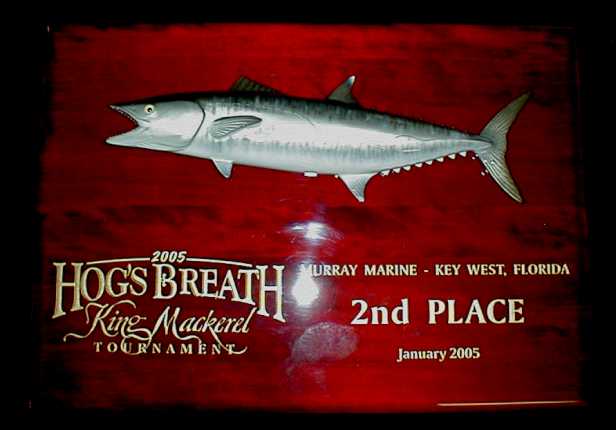 2005
HOG'S BREATH
King Mackerel
TOURNAMENT
MURRAY MARINE - KEY WEST, FLORIDA
2nd PLACE
January 2005